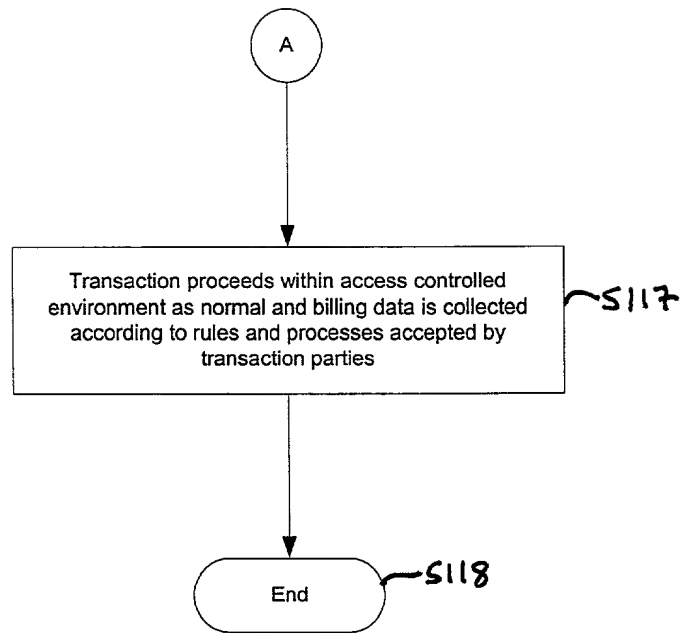 A
Transaction proceeds within access controlled
environment as normal and billing data is collected
according to rules and processes accepted by
transaction parties
S117
End
S118